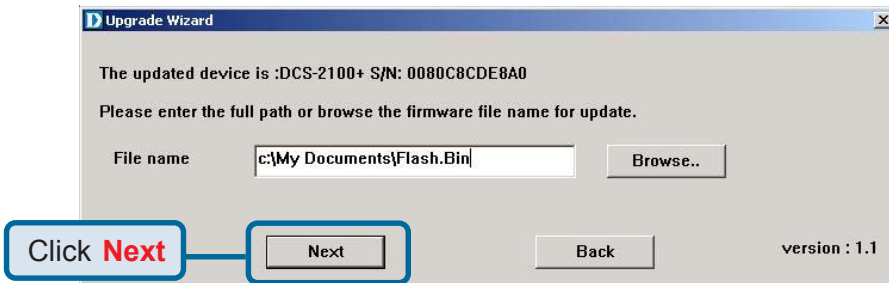 Upgrade Wizard
The updated device is :DCS-2100+ S/N: 0080C8CDE8A0
Please enter the full path or browse the firmware file name for update.
File name
c:\My Documents\Flash.Bin
Browse..
Click Next
Next
Back
version : 1.1